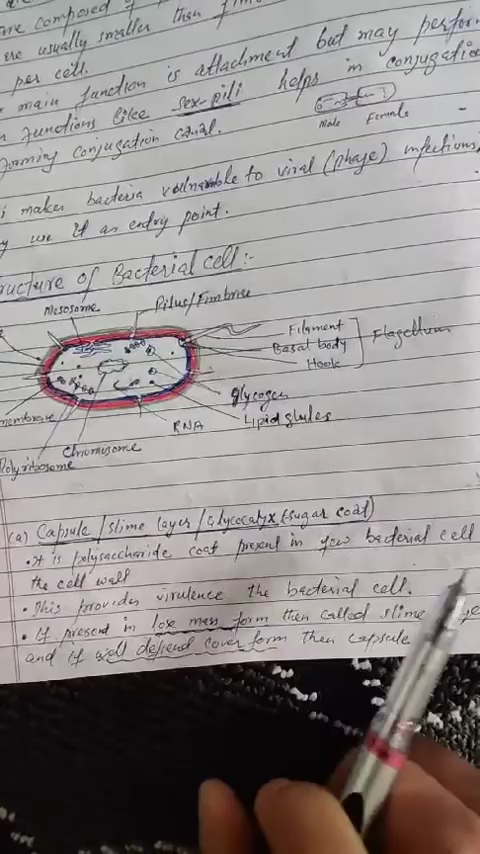 are composed of
are usually smaller than
per cell.
main function is attachment but may perform
functions like sex-pili helps in conjugation
forming conjugation canal.
Male Female
makes bacteria vulnarable to viral (phage) infections,
use it as entry point.
ructure of Bacterial cell:-
Mesosome
Pilus/Fimbriae
Filament
Basal body
Hook
Flagellum
glycogen
Lipid glules
RNA
membrane
Chromosome
Polyribosome
(a) Capsule/slime layer/Glycocalyx (sugar coat)
• It is polysaccharide coat present in few bacterial cell
the cell wall
• This provides virulence the bacterial cell.
• If present in lose mass form then called slime
and if well defend cover form then capsule